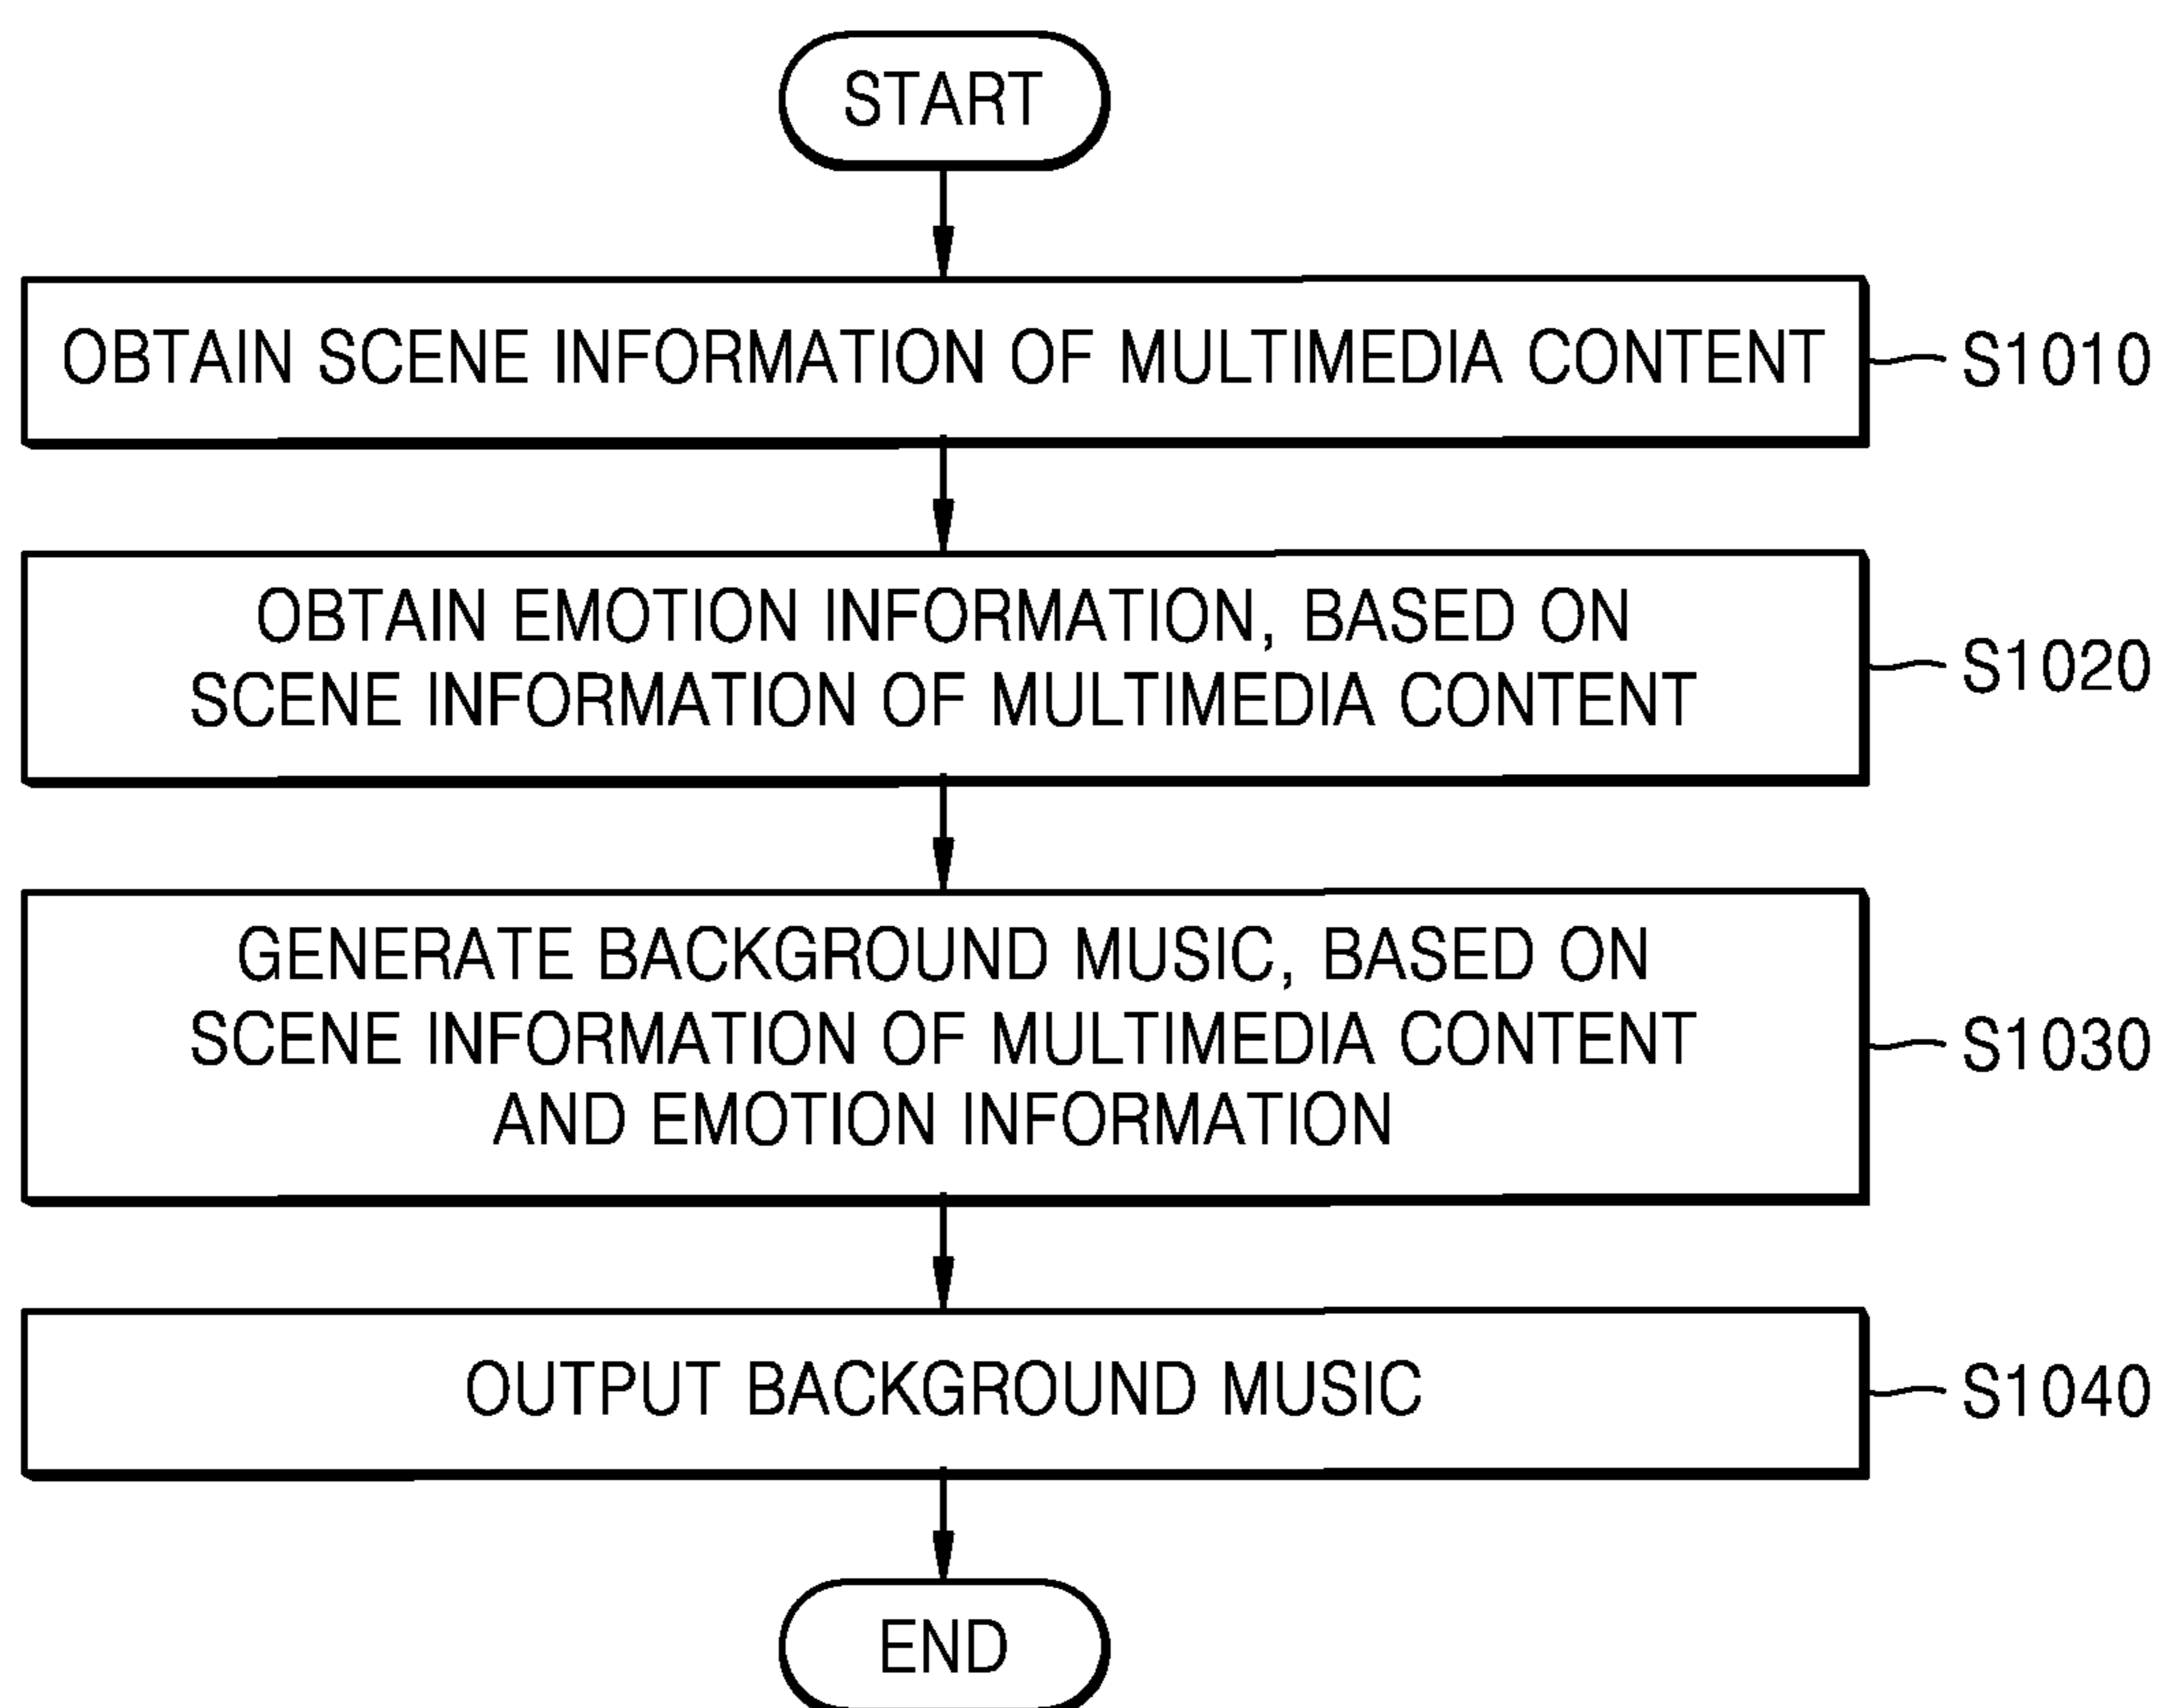 START
OBTAIN SCENE INFORMATION OF MULTIMEDIA CONTENT
S1010
OBTAIN EMOTION INFORMATION, BASED ON
SCENE INFORMATION OF MULTIMEDIA CONTENT
S1020
GENERATE BACKGROUND MUSIC, BASED ON
SCENE INFORMATION OF MULTIMEDIA CONTENT
AND EMOTION INFORMATION
S1030
OUTPUT BACKGROUND MUSIC
S1040
END